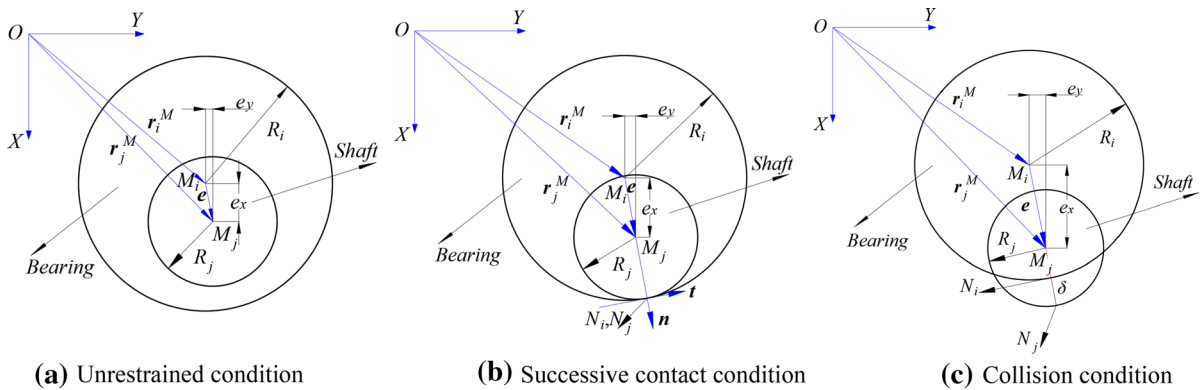 O
Y
X
r_i^M
r_j^M
e_y
R_i
M_i
e
e_x
M_j
R_j
Shaft
Bearing
(a) Unrestrained condition
O
Y
X
r_i^M
r_j^M
e_y
R_i
M_i
e
e_x
M_j
R_j
Shaft
Bearing
t
N_i,N_j
n
(b) Successive contact condition
O
Y
X
r_i^M
r_j^M
e_y
R_i
M_i
e
e_x
Shaft
Bearing
R_j
M_j
N_i
δ
N_j
(c) Collision condition